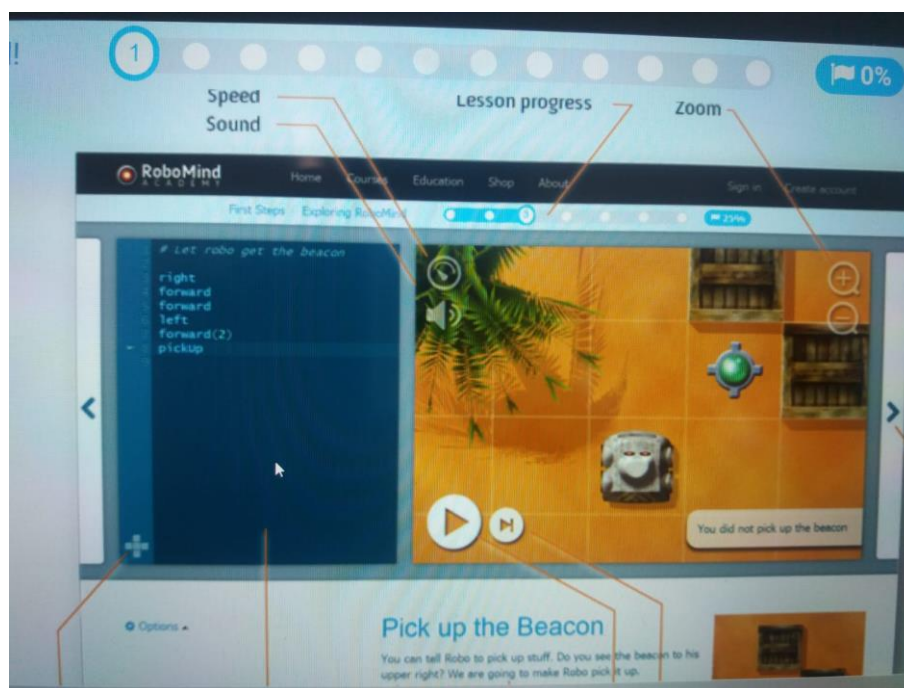 1
0%
Speed
Lesson progress
Zoom
Sound
RoboMind
ACADEMY
Home Courses Education Shop About Sign in Create account
First Steps Exploring RoboMind 3 25%
# Let robo get the beacon
right
forward
forward
left
forward(2)
pickUp
You did not pick up the beacon
Options
Pick up the Beacon
You can tell Robo to pick up stuff. Do you see the beacon to his
upper right? We are going to make Robo pick it up.